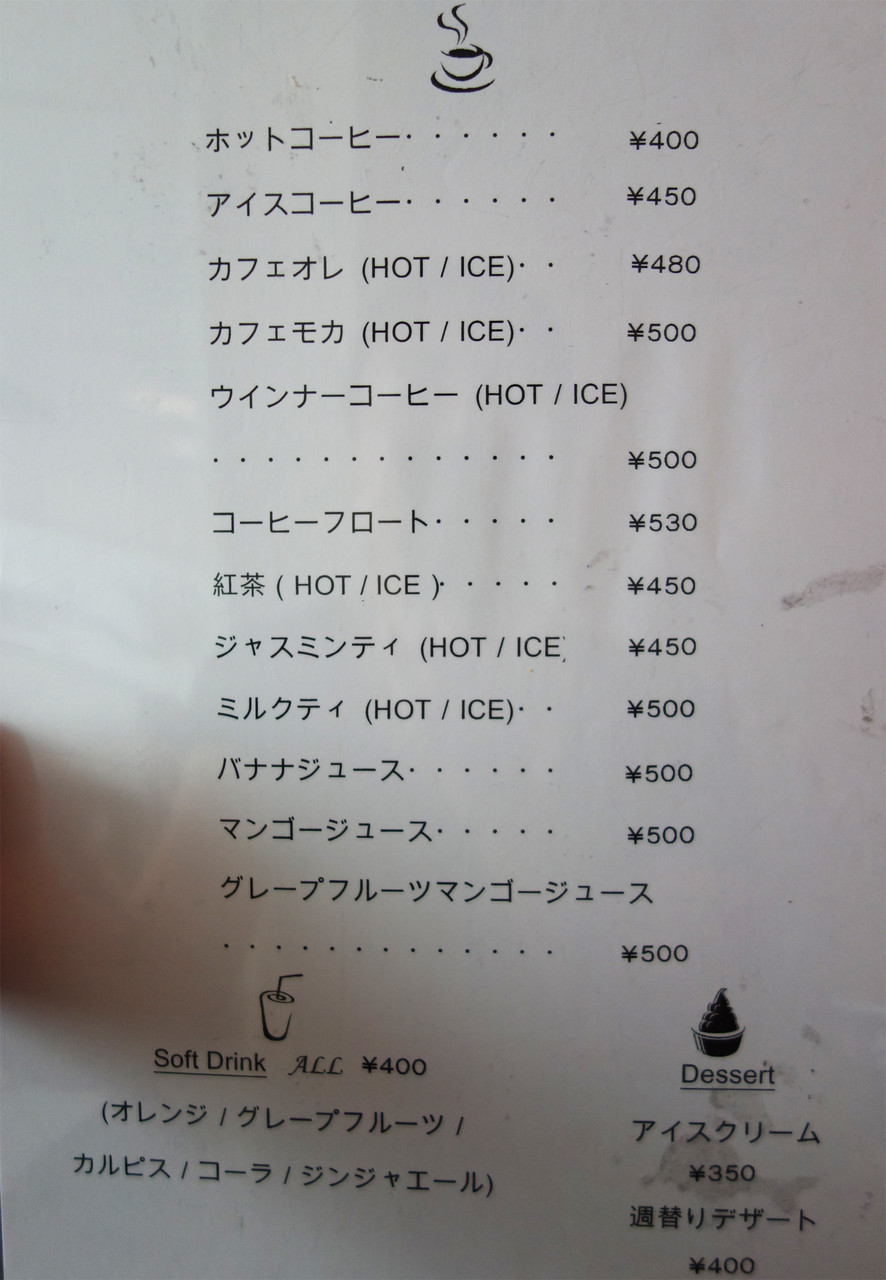 ホットコーヒー・・・・・・ ¥400
アイスコーヒー・・・・・・ ¥450
カフェオレ (HOT / ICE)・・ ¥480
カフェモカ (HOT / ICE)・・ ¥500
ウインナーコーヒー (HOT / ICE)
・・・・・・・・・・・・・ ¥500
コーヒーフロート・・・・・ ¥530
紅茶 ( HOT / ICE )・・・・・ ¥450
ジャスミンティ (HOT / ICE) ¥450
ミルクティ (HOT / ICE)・・ ¥500
バナナジュース・・・・・・ ¥500
マンゴージュース・・・・・ ¥500
グレープフルーツマンゴージュース
・・・・・・・・・・・・・ ¥500
Soft Drink ALL ¥400
(オレンジ / グレープフルーツ /
カルピス / コーラ / ジンジャエール)
Dessert
アイスクリーム
¥350
週替りデザート
¥400